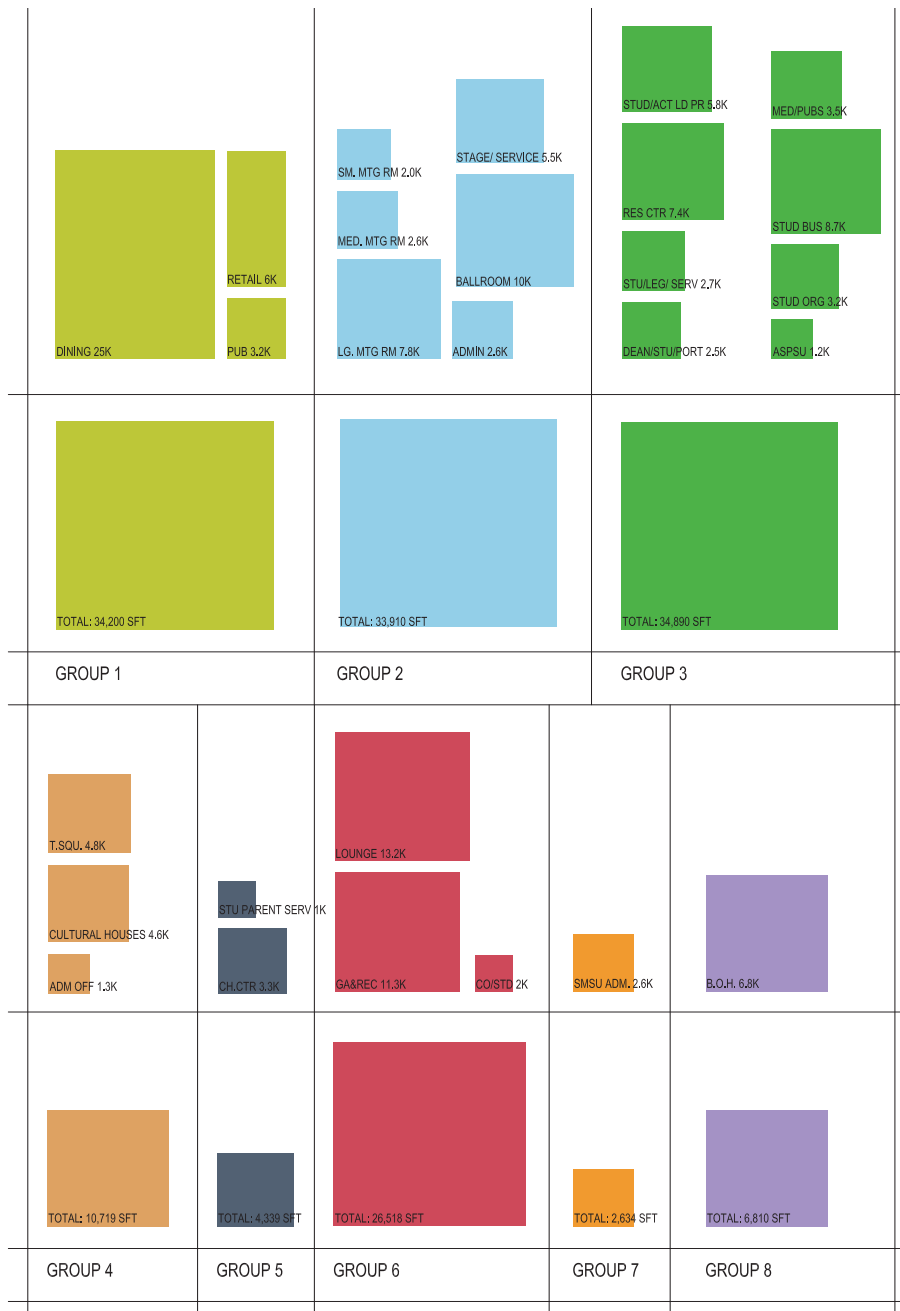 DINING 25K
RETAIL 6K
PUB 3.2K
SM. MTG RM 2.0K
MED. MTG RM 2.6K
LG. MTG RM 7.8K
STAGE/ SERVICE 5.5K
BALLROOM 10K
ADMIN 2.6K
STUD/ACT LD PR 5.8K
RES CTR 7.4K
STU/LEG/ SERV 2.7K
DEAN/STU/PORT 2.5K
MED/PUBS 3.5K
STUD BUS 8.7K
STUD ORG 3.2K
ASPSU 1.2K
TOTAL: 34,200 SFT
TOTAL: 33,910 SFT
TOTAL: 34,890 SFT
GROUP 1
GROUP 2
GROUP 3
T.SQU. 4.8K
CULTURAL HOUSES 4.6K
ADM OFF 1.3K
STU PARENT SERV 1K
CH.CTR 3.3K
LOUNGE 13.2K
GA&REC 11.3K
CO/STD 2K
SMSU ADM. 2.6K
B.O.H. 6.8K
TOTAL: 10,719 SFT
TOTAL: 4,339 SFT
TOTAL: 26,518 SFT
TOTAL: 2,634 SFT
TOTAL: 6,810 SFT
GROUP 4
GROUP 5
GROUP 6
GROUP 7
GROUP 8